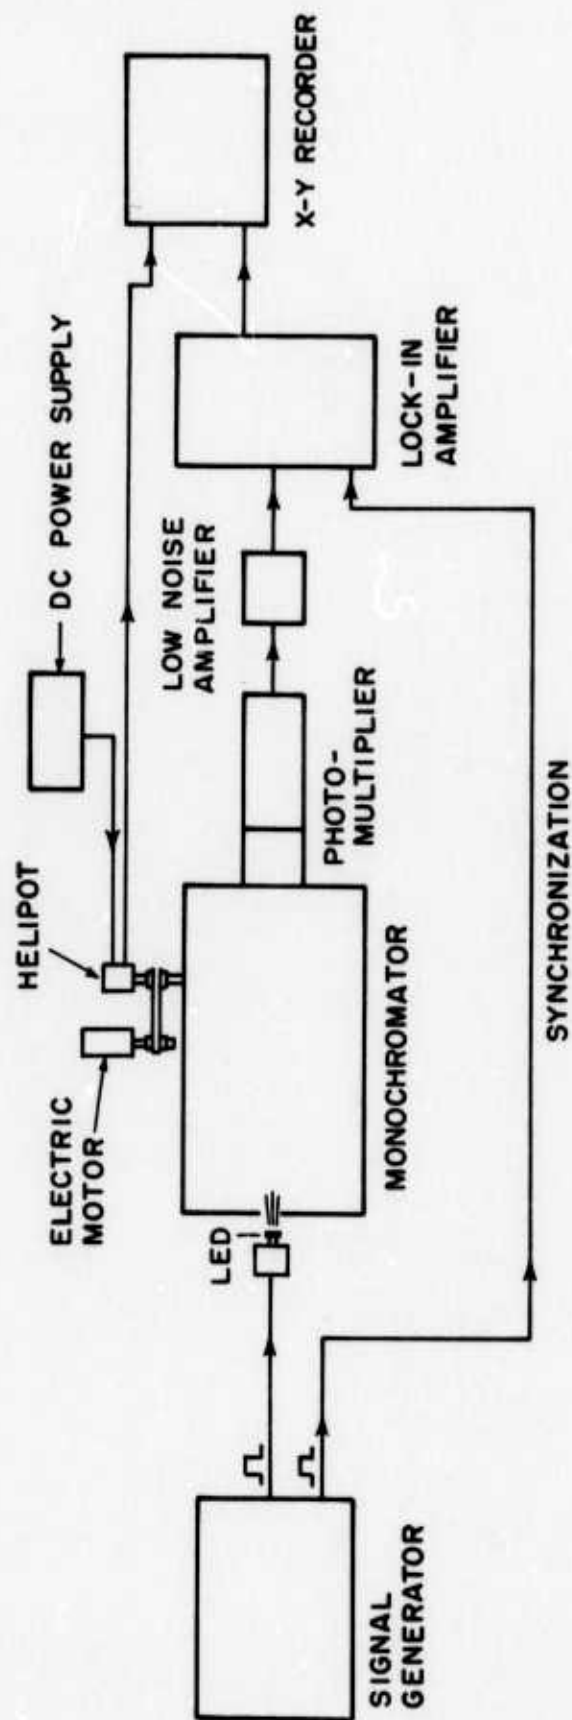 SIGNAL
GENERATOR
SYNCHRONIZATION
LED
ELECTRIC
MOTOR
HELIPOT
DC POWER SUPPLY
MONOCHROMATOR
PHOTO-
MULTIPLIER
LOW NOISE
AMPLIFIER
LOCK-IN
AMPLIFIER
X-Y RECORDER